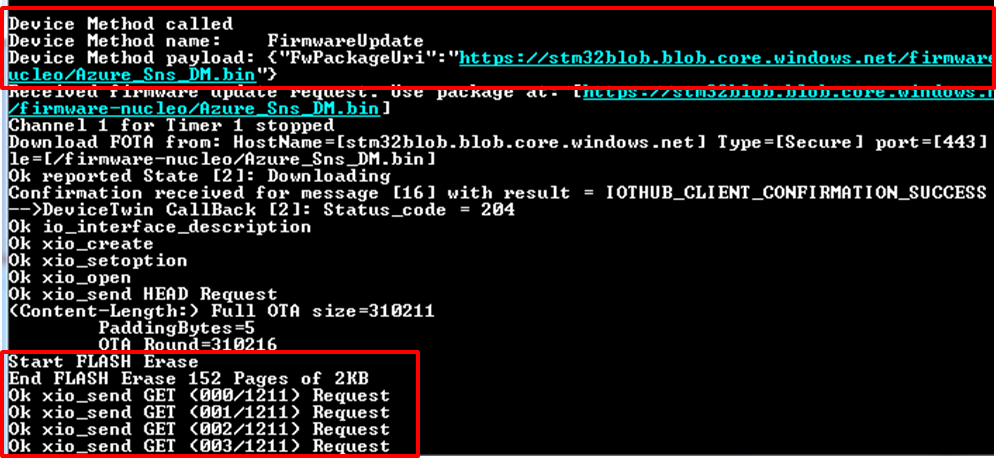 Device Method called
Device Method name:    FirmwareUpdate
Device Method payload: {"FwPackageUri":"https://stm32blob.blob.core.windows.net/firmware
ucleo/Azure_Sns_DM.bin"}
Received firmware update request. Use package at: [https://stm32blob.blob.core.windows.n
/firmware-nucleo/Azure_Sns_DM.bin]
Channel 1 for Timer 1 stopped
Download FOTA from: HostName=[stm32blob.blob.core.windows.net] Type=[Secure] port=[443]
le=[/firmware-nucleo/Azure_Sns_DM.bin]
Ok reported State [2]: Downloading
Confirmation received for message [16] with result = IOTHUB_CLIENT_CONFIRMATION_SUCCESS
-->DeviceTwin CallBack [2]: Status_code = 204
Ok io_interface_description
Ok xio_create
Ok xio_setoption
Ok xio_open
Ok xio_send HEAD Request
(Content-Length:) Full OTA size=310211
        PaddingBytes=5
        OTA Round=310216
Start FLASH Erase
End FLASH Erase 152 Pages of 2KB
Ok xio_send GET (000/1211) Request
Ok xio_send GET (001/1211) Request
Ok xio_send GET (002/1211) Request
Ok xio_send GET (003/1211) Request